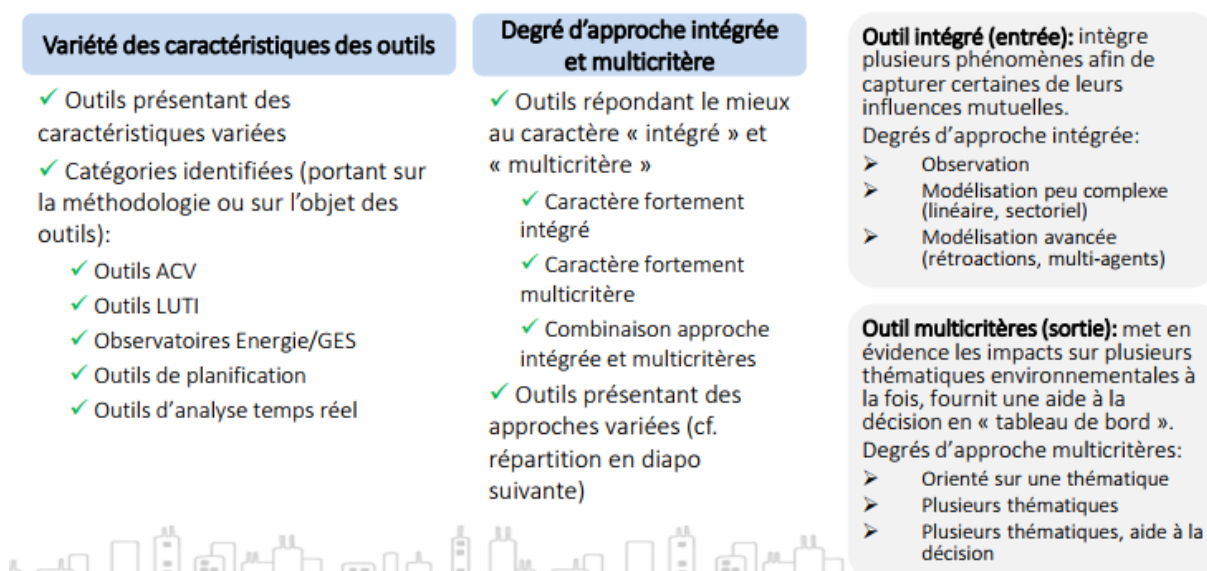 Variété des caractéristiques des outils
✓ Outils présentant des
caractéristiques variées
✓ Catégories identifiées (portant sur
la méthodologie ou sur l'objet des
outils):
✓ Outils ACV
✓ Outils LUTI
✓ Observatoires Energie/GES
✓ Outils de planification
✓ Outils d'analyse temps réel
Degré d'approche intégrée
et multicritère
✓ Outils répondant le mieux
au caractère « intégré » et
« multicritère »
✓ Caractère fortement
intégré
✓ Caractère fortement
multicritère
✓ Combinaison approche
intégrée et multicritères
✓ Outils présentant des
approches variées (cf.
répartition en diapo
suivante)
Outil intégré (entrée): intègre
plusieurs phénomènes afin de
capturer certaines de leurs
influences mutuelles.
Degrés d'approche intégrée:
➤ Observation
➤ Modélisation peu complexe
(linéaire, sectoriel)
➤ Modélisation avancée
(rétroactions, multi-agents)
Outil multicritères (sortie): met en
évidence les impacts sur plusieurs
thématiques environnementales à
la fois, fournit une aide à la
décision en « tableau de bord ».
Degrés d'approche multicritères:
➤ Orienté sur une thématique
➤ Plusieurs thématiques
➤ Plusieurs thématiques, aide à la
décision